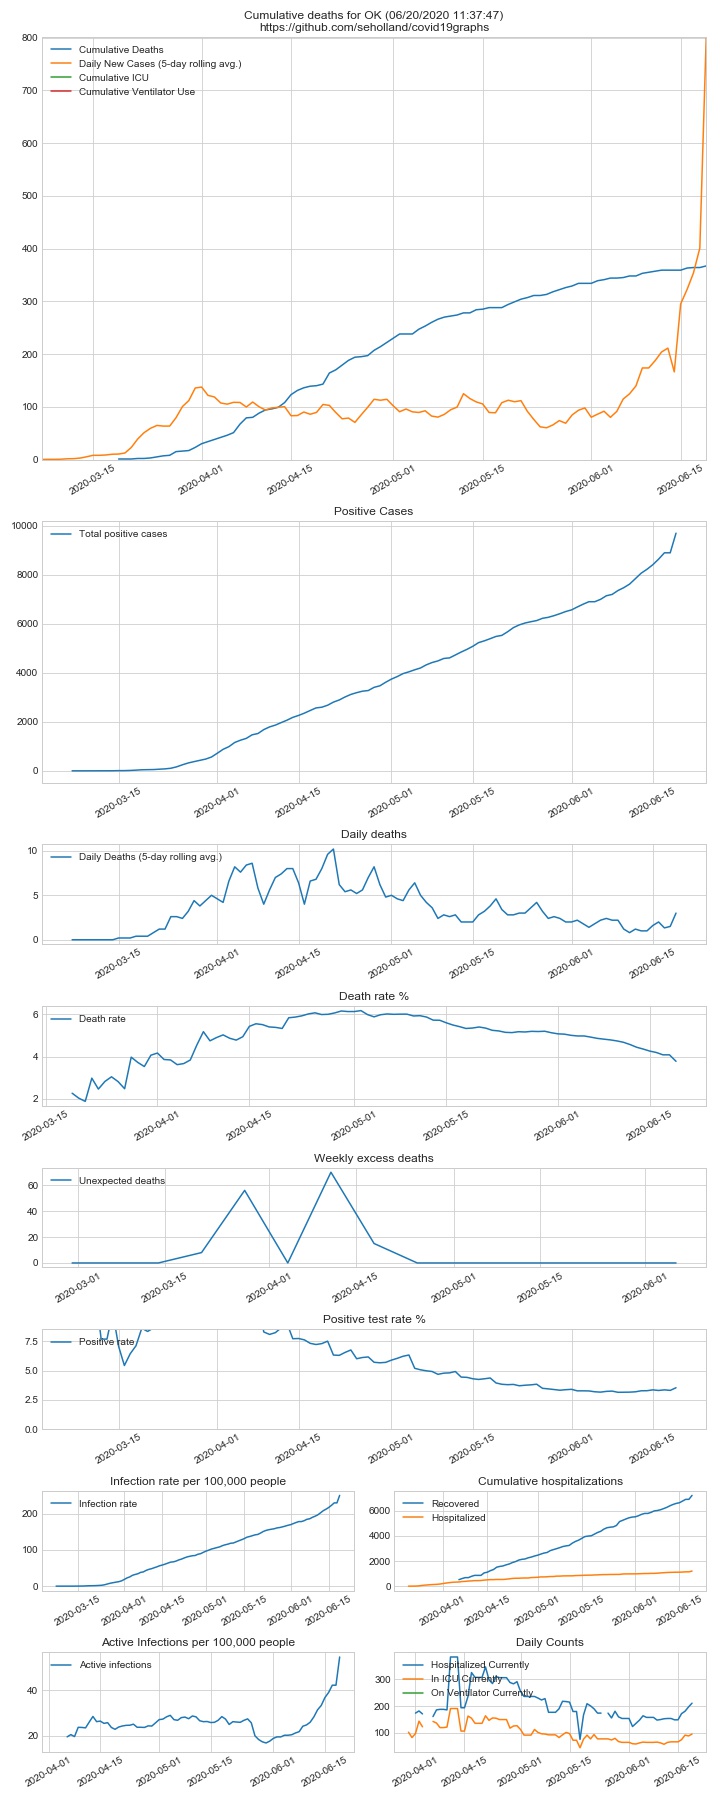 Cumulative deaths for OK (06/20/2020 11:37:47)
https://github.com/seholland/covid19graphs
Cumulative Deaths
Daily New Cases (5-day rolling avg.)
Cumulative ICU
Cumulative Ventilator Use
800
700
600
500
400
300
200
100
0
2020-03-15 2020-04-01 2020-04-15 2020-05-01 2020-05-15 2020-06-01 2020-06-15
Positive Cases
Total positive cases
10000
8000
6000
4000
2000
0
2020-03-15 2020-04-01 2020-04-15 2020-05-01 2020-05-15 2020-06-01 2020-06-15
Daily deaths
Daily Deaths (5-day rolling avg.)
10
5
0
2020-03-15 2020-04-01 2020-04-15 2020-05-01 2020-05-15 2020-06-01 2020-06-15
Death rate %
Death rate
6
4
2
2020-03-15 2020-04-01 2020-04-15 2020-05-01 2020-05-15 2020-06-01 2020-06-15
Weekly excess deaths
Unexpected deaths
60
40
20
0
2020-03-01 2020-03-15 2020-04-01 2020-04-15 2020-05-01 2020-05-15 2020-06-01
Positive test rate %
Positive rate
7.5
5.0
2.5
0.0
2020-03-15 2020-04-01 2020-04-15 2020-05-01 2020-05-15 2020-06-01 2020-06-15
Infection rate per 100,000 people
Infection rate
200
100
0
2020-03-15 2020-04-01 2020-04-15 2020-05-01 2020-05-15 2020-06-01 2020-06-15
Cumulative hospitalizations
Recovered
Hospitalized
6000
4000
2000
0
2020-04-01 2020-04-15 2020-05-01 2020-05-15 2020-06-01 2020-06-15
Active Infections per 100,000 people
Active infections
40
20
2020-04-01 2020-04-15 2020-05-01 2020-05-15 2020-06-01 2020-06-15
Daily Counts
Hospitalized Currently
In ICU Currently
On Ventilator Currently
300
200
100
2020-04-01 2020-04-15 2020-05-01 2020-05-15 2020-06-01 2020-06-15